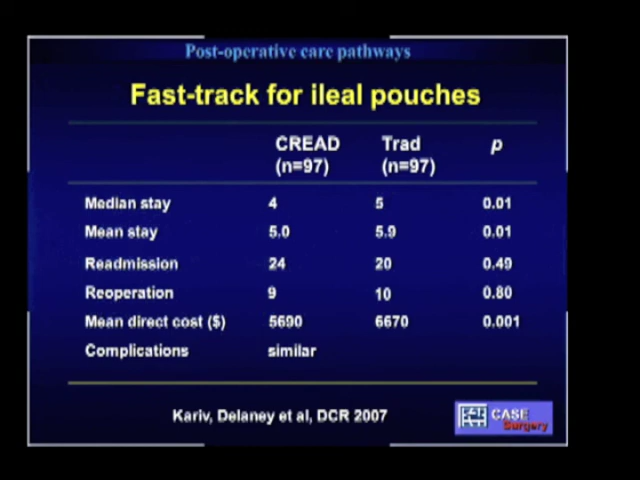 Post-operative care pathways
Fast-track for ileal pouches
CREAD Trad p
(n=97) (n=97)
Median stay 4 5 0.01
Mean stay 5.0 5.9 0.01
Readmission 24 20 0.49
Reoperation 9 10 0.80
Mean direct cost ($) 5690 6670 0.001
Complications similar
Kariv, Delaney et al, DCR 2007
CASE
Surgery